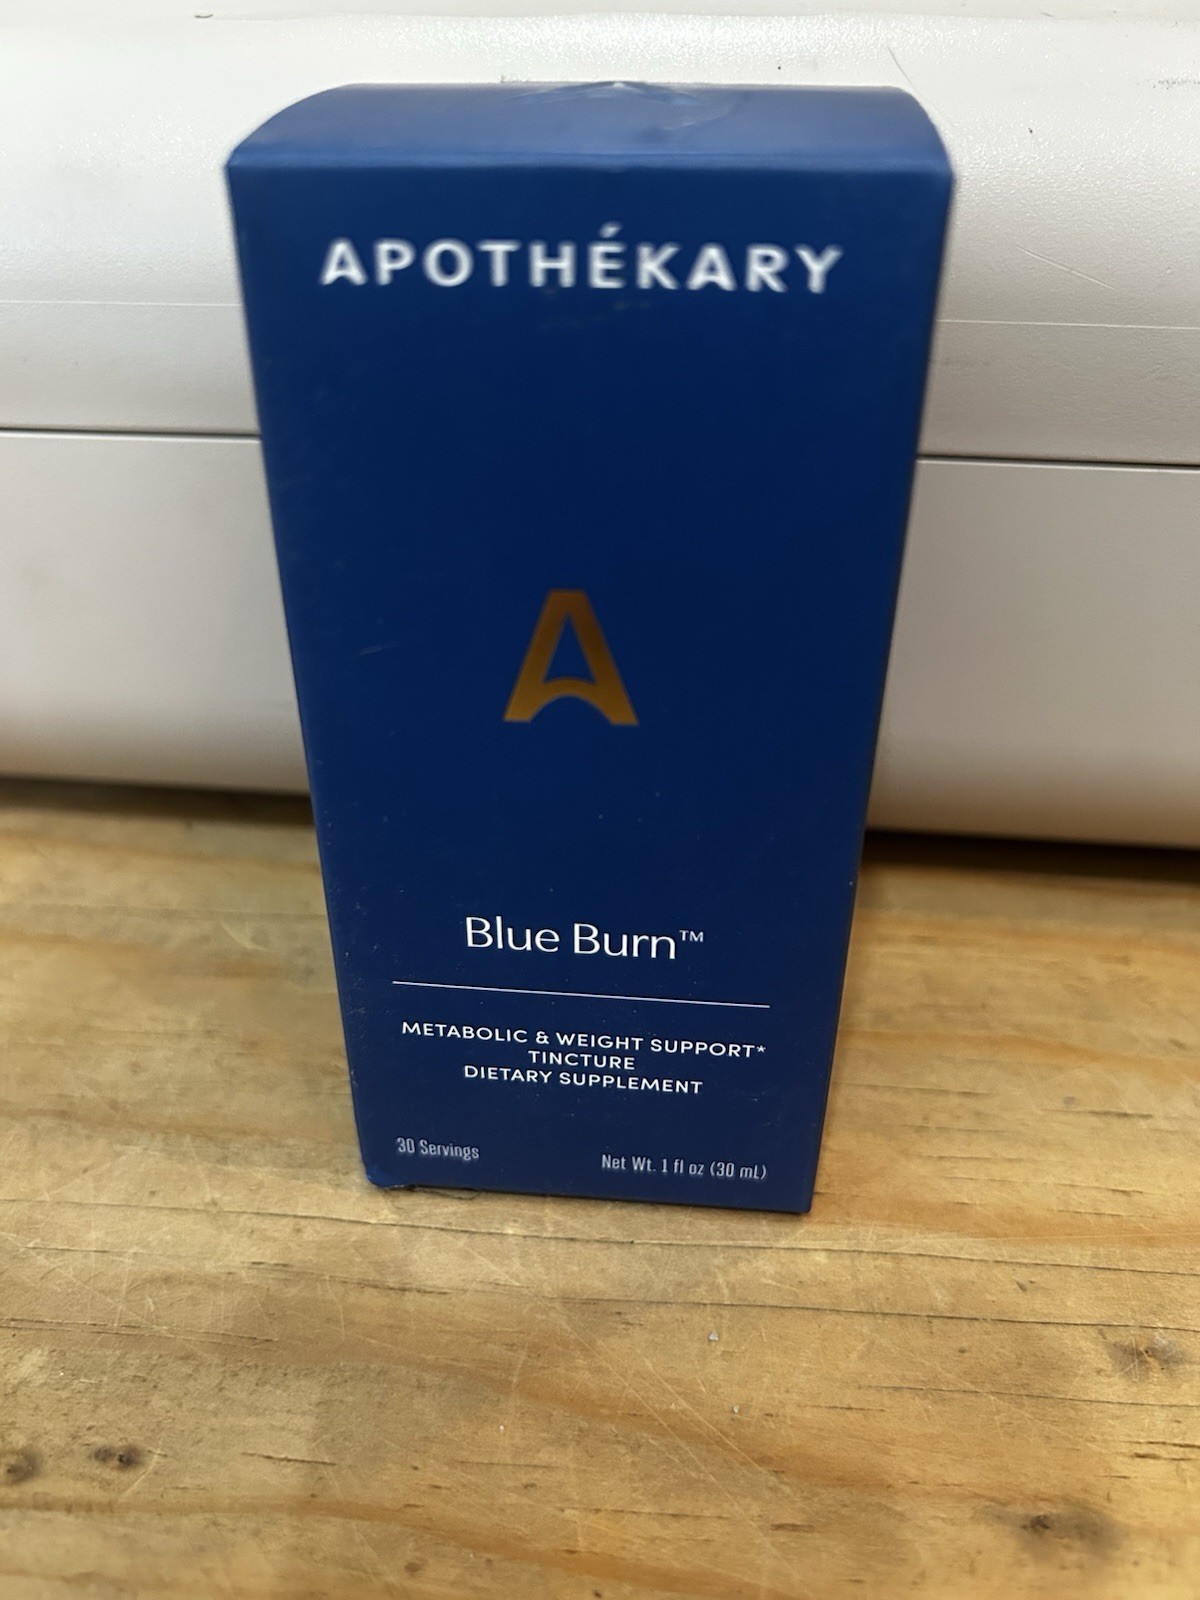 APOTHÉKARY
A
Blue Burn™
METABOLIC & WEIGHT SUPPORT*
TINCTURE
DIETARY SUPPLEMENT
30 Servings
Net Wt. 1 fl oz (30 mL)